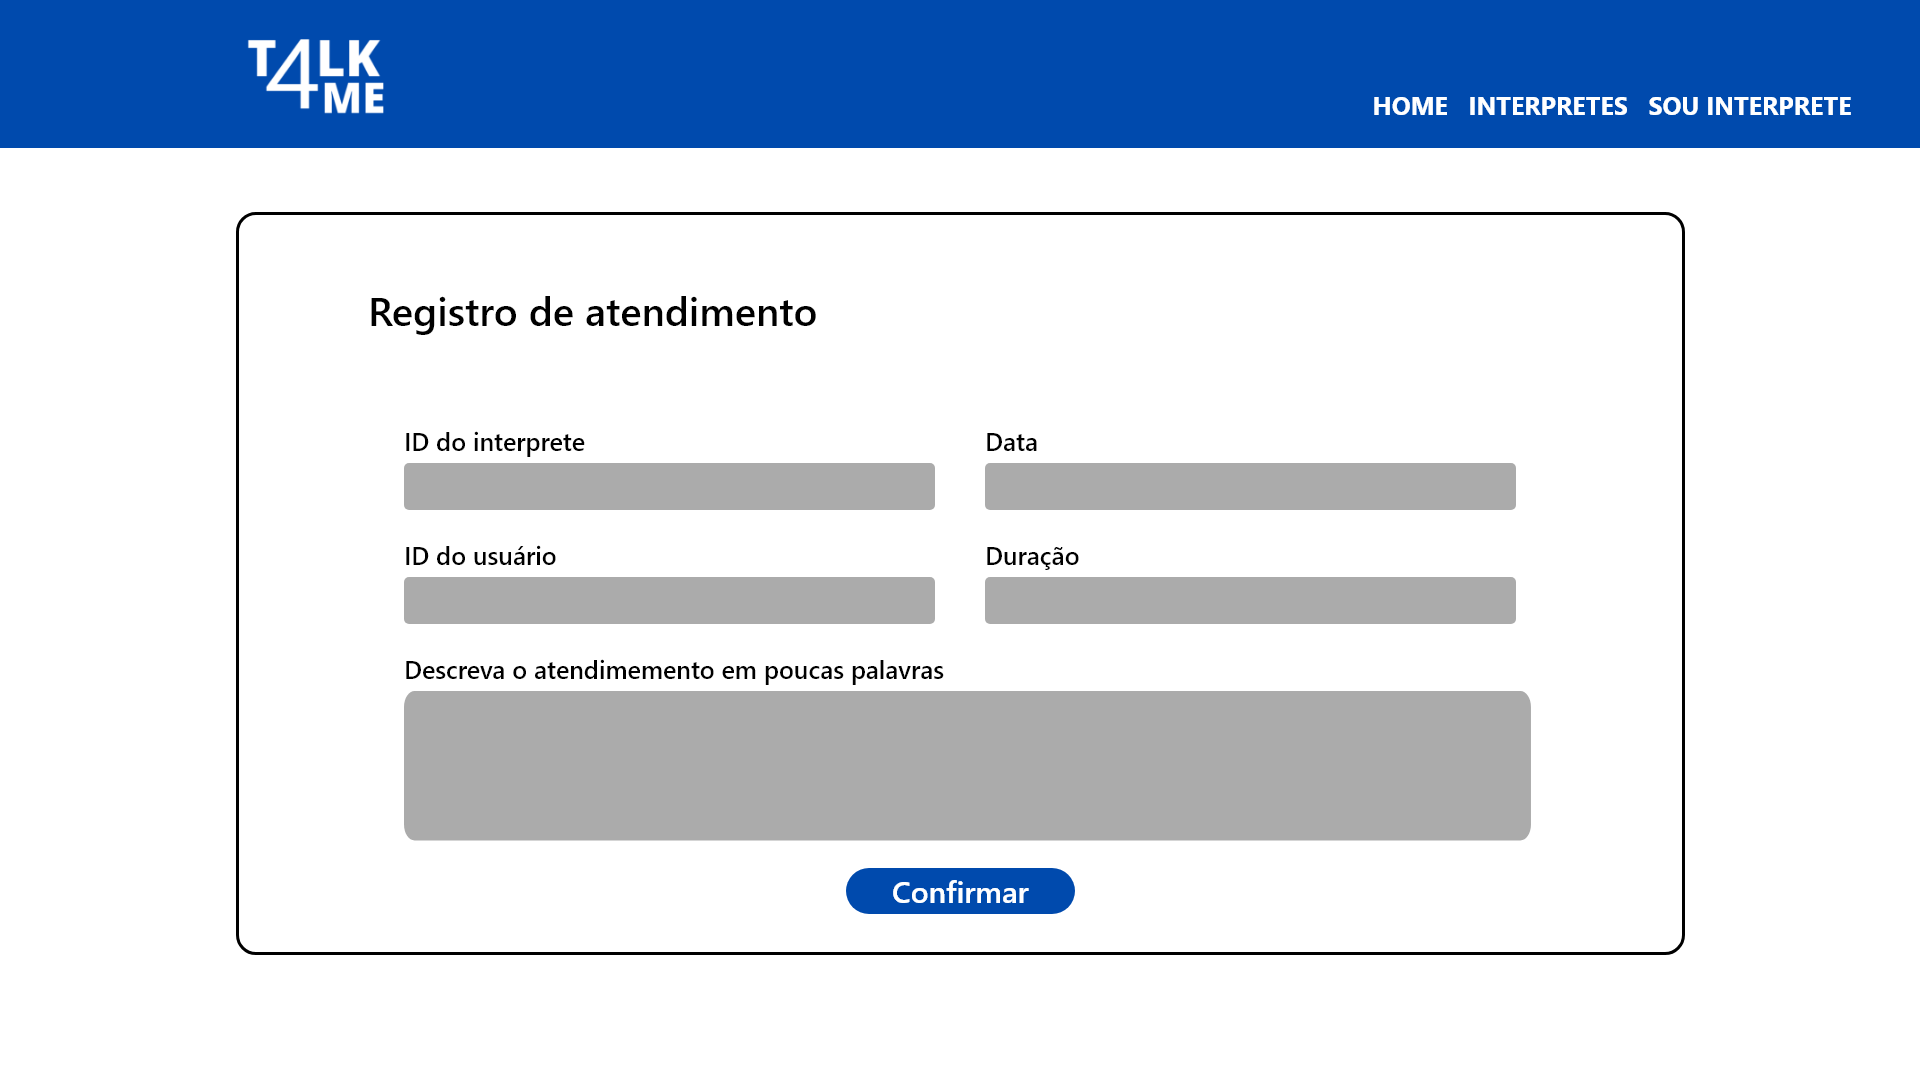 T4LK
ME
HOME INTERPRETES SOU INTERPRETE
Registro de atendimento
ID do interprete
Data
ID do usuário
Duração
Descreva o atendimemento em poucas palavras
Confirmar